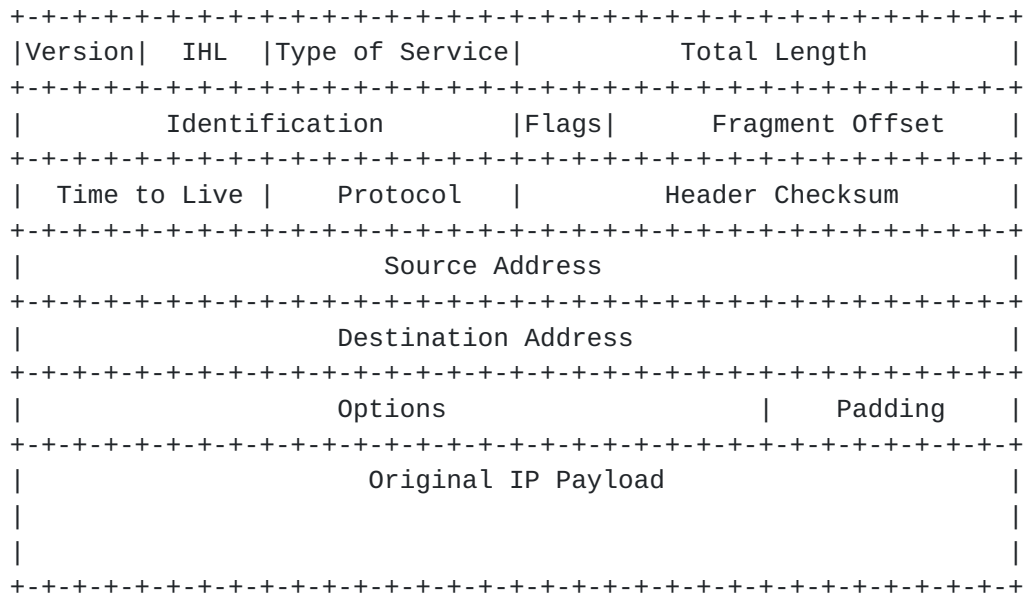 +-+-+-+-+-+-+-+-+-+-+-+-+-+-+-+-+-+-+-+-+-+-+-+-+-+-+-+-+-+-+-+-+
|Version|  IHL  |Type of Service|          Total Length         |
+-+-+-+-+-+-+-+-+-+-+-+-+-+-+-+-+-+-+-+-+-+-+-+-+-+-+-+-+-+-+-+-+
|         Identification        |Flags|      Fragment Offset    |
+-+-+-+-+-+-+-+-+-+-+-+-+-+-+-+-+-+-+-+-+-+-+-+-+-+-+-+-+-+-+-+-+
|  Time to Live |    Protocol   |         Header Checksum       |
+-+-+-+-+-+-+-+-+-+-+-+-+-+-+-+-+-+-+-+-+-+-+-+-+-+-+-+-+-+-+-+-+
|                       Source Address                          |
+-+-+-+-+-+-+-+-+-+-+-+-+-+-+-+-+-+-+-+-+-+-+-+-+-+-+-+-+-+-+-+-+
|                    Destination Address                        |
+-+-+-+-+-+-+-+-+-+-+-+-+-+-+-+-+-+-+-+-+-+-+-+-+-+-+-+-+-+-+-+-+
|                    Options                    |    Padding    |
+-+-+-+-+-+-+-+-+-+-+-+-+-+-+-+-+-+-+-+-+-+-+-+-+-+-+-+-+-+-+-+-+
|                      Original IP Payload                      |
|                                                               |
|                                                               |
+-+-+-+-+-+-+-+-+-+-+-+-+-+-+-+-+-+-+-+-+-+-+-+-+-+-+-+-+-+-+-+-+